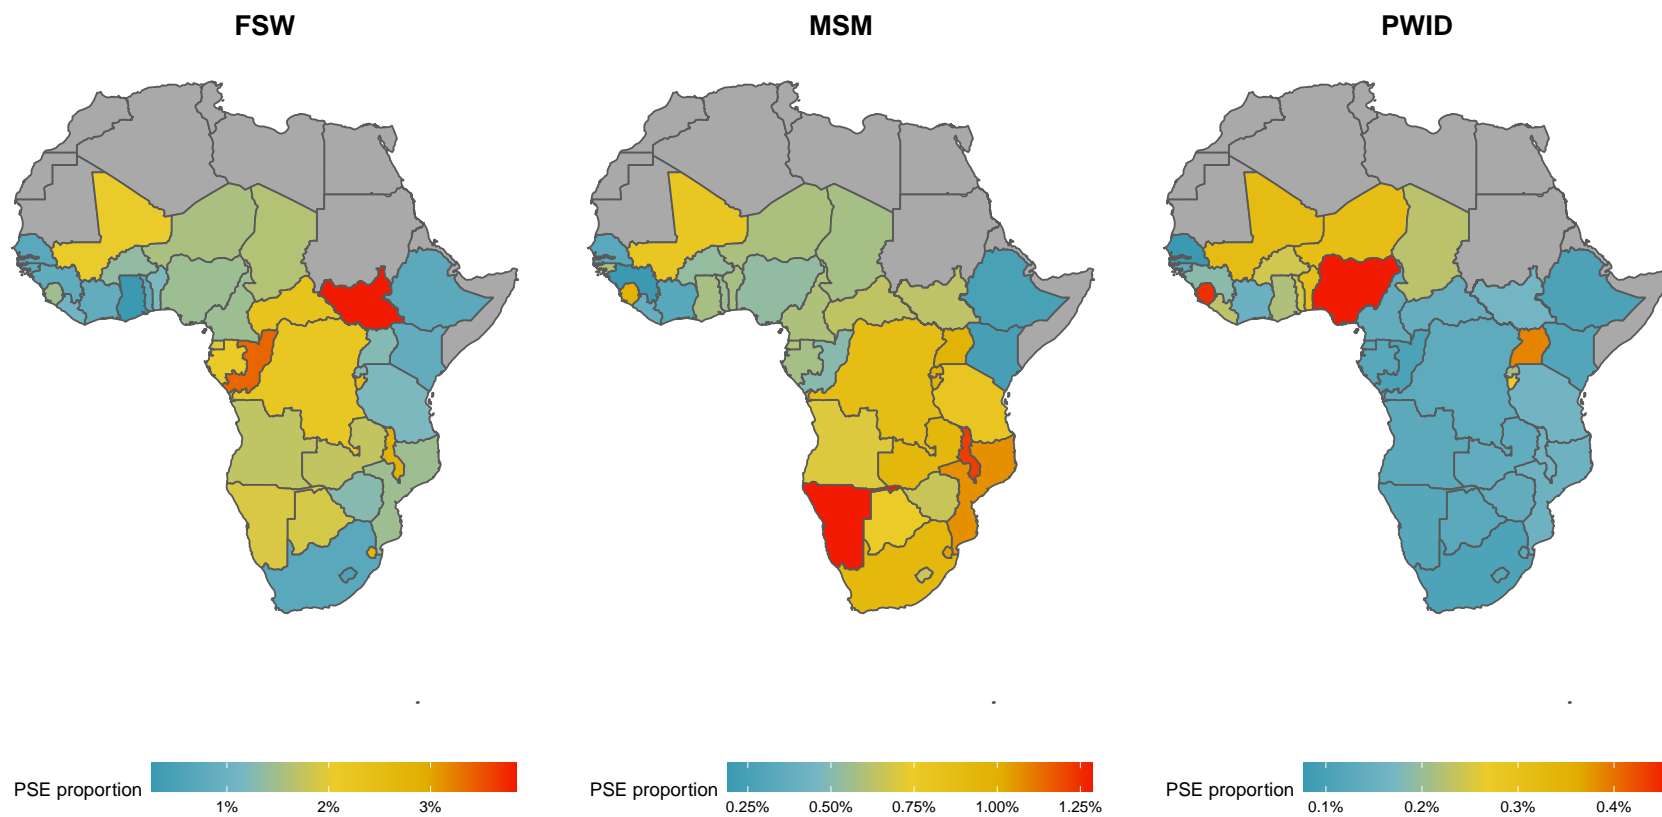 FSW MSM PWID
PSE proportion 1% 2% 3%
PSE proportion 0.25% 0.50% 0.75% 1.00% 1.25%
PSE proportion 0.1% 0.2% 0.3% 0.4%